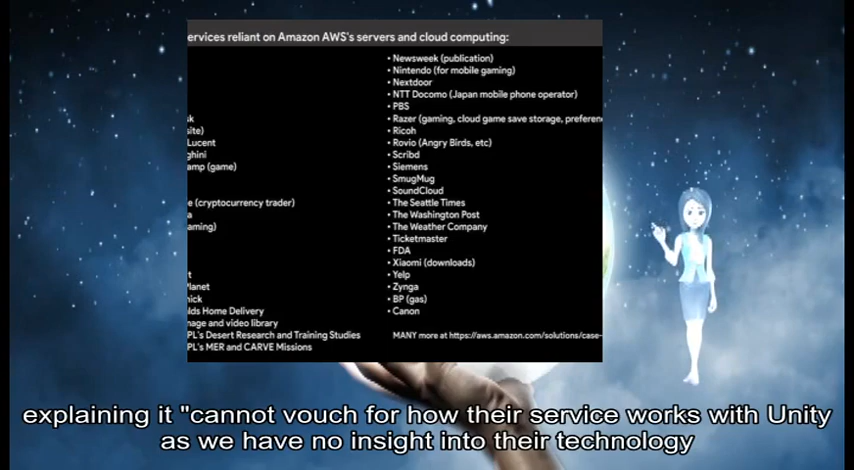 ervices reliant on Amazon AWS's servers and cloud computing:
sk
site)
Lucent
ghini
amp (game)
e (cryptocurrency trader)
a
aming)
t
Planet
nick
lds Home Delivery
nage and video library
PL's Desert Research and Training Studies
PL's MER and CARVE Missions
• Newsweek (publication)
• Nintendo (for mobile gaming)
• Nextdoor
• NTT Docomo (Japan mobile phone operator)
• PBS
• Razer (gaming, cloud game save storage, preferen
• Ricoh
• Rovio (Angry Birds, etc)
• Scribd
• Siemens
• SmugMug
• SoundCloud
• The Seattle Times
• The Washington Post
• The Weather Company
• Ticketmaster
• FDA
• Xiaomi (downloads)
• Yelp
• Zynga
• BP (gas)
• Canon
MANY more at https://aws.amazon.com/solutions/case-
explaining it "cannot vouch for how their service works with Unity
as we have no insight into their technology